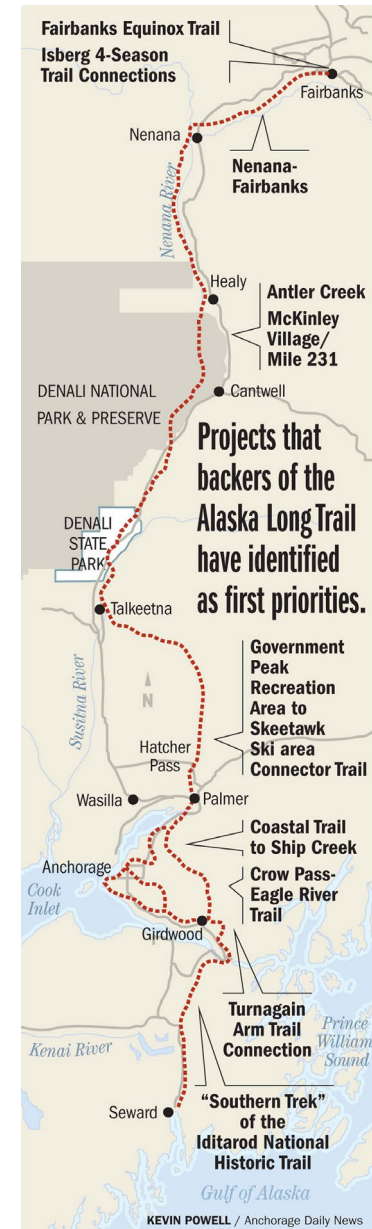 Fairbanks Equinox Trail
Isberg 4-Season
Trail Connections
Fairbanks
Nenana
Nenana-
Fairbanks
Nenana River
Healy
Antler Creek
McKinley
Village/
Mile 231
DENALI NATIONAL
PARK & PRESERVE
Cantwell
Projects that
backers of the
Alaska Long Trail
have identified
as first priorities.
DENALI
STATE
PARK
Talkeetna
Susitna River
N
Government
Peak
Recreation
Area to
Skeetawk
Ski area
Connector Trail
Hatcher
Pass
Wasilla
Palmer
Coastal Trail
to Ship Creek
Anchorage
Crow Pass-
Eagle River
Trail
Cook
Inlet
Girdwood
Turnagain
Arm Trail
Connection
Prince
William
Sound
Kenai River
"Southern Trek"
of the
Iditarod National
Historic Trail
Seward
Gulf of Alaska
KEVIN POWELL / Anchorage Daily News